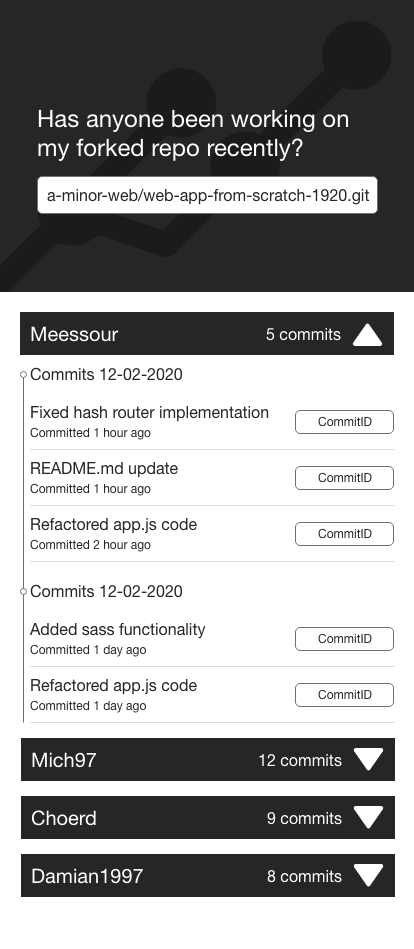 Has anyone been working on
my forked repo recently?
a-minor-web/web-app-from-scratch-1920.git
Meessour 5 commits
Commits 12-02-2020
Fixed hash router implementation
Committed 1 hour ago
CommitID
README.md update
Committed 1 hour ago
CommitID
Refactored app.js code
Committed 2 hour ago
CommitID
Commits 12-02-2020
Added sass functionality
Committed 1 day ago
CommitID
Refactored app.js code
Committed 1 day ago
CommitID
Mich97 12 commits
Choerd 9 commits
Damian1997 8 commits